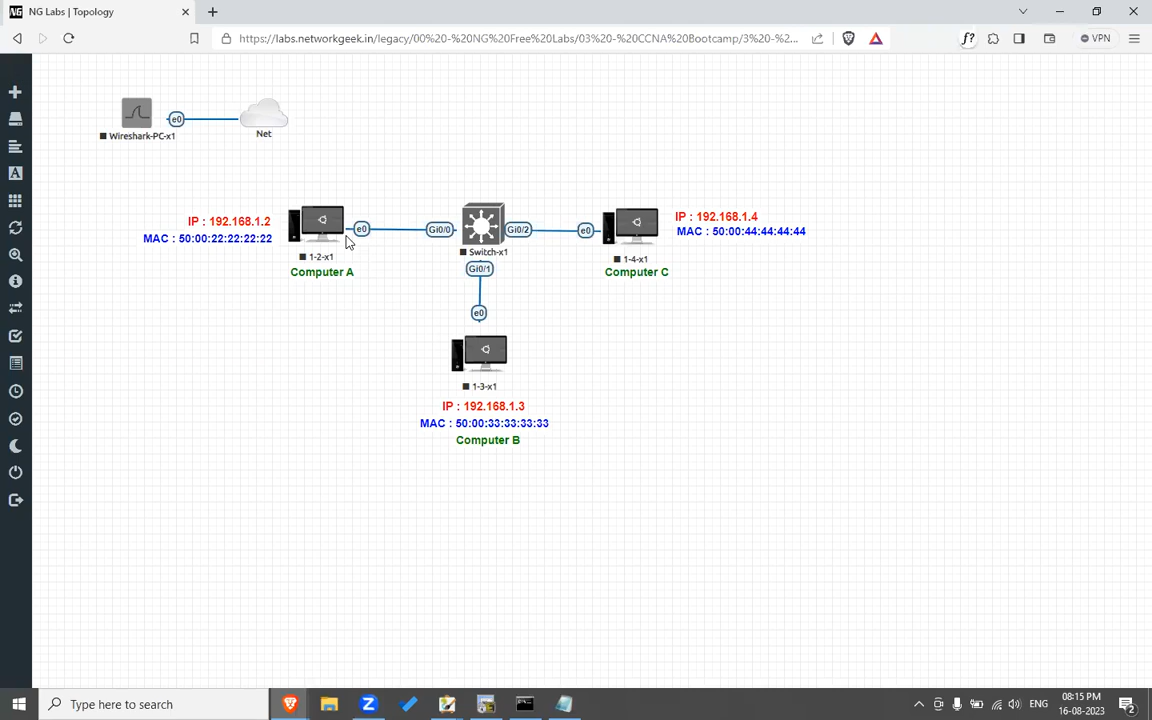 NG Labs | Topology
https://labs.networkgeek.in/legacy/00%20-%20NG%20Free%20Labs/03%20-%20CCNA%20Bootcamp/3%20-%2...
VPN
e0
Wireshark-PC-x1
Net
IP : 192.168.1.2
MAC : 50:00:22:22:22:22
e0
1-2-x1
Computer A
Gi0/0
Gi0/2
Switch-x1
Gi0/1
e0
1-4-x1
Computer C
IP : 192.168.1.4
MAC : 50:00:44:44:44:44
e0
1-3-x1
IP : 192.168.1.3
MAC : 50:00:33:33:33:33
Computer B
Type here to search
ENG
08:15 PM
16-08-2023
2